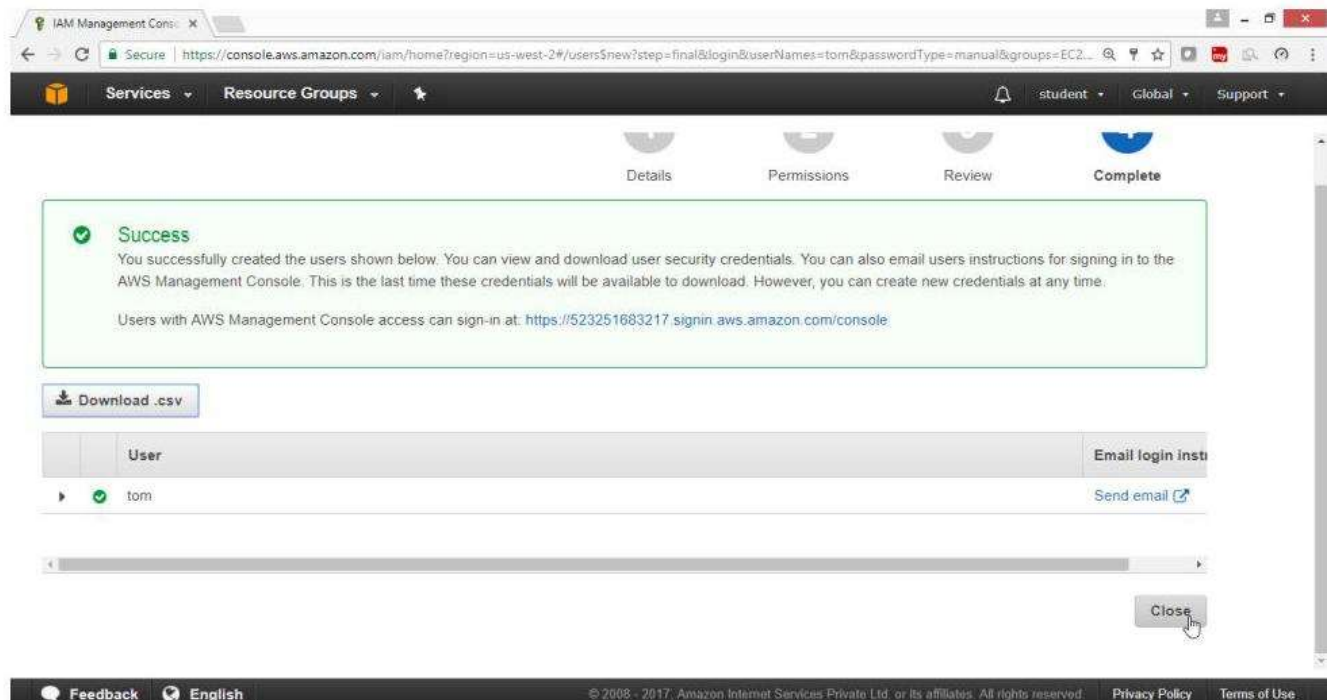 IAM Management Cons
Secure | https://console.aws.amazon.com/iam/home?region=us-west-2#/users$new?step=final&login&userNames=tom&passwordType=manual&groups=EC2...
Services Resource Groups student Global Support
Details Permissions Review Complete
Success
You successfully created the users shown below. You can view and download user security credentials. You can also email users instructions for signing in to the
AWS Management Console. This is the last time these credentials will be available to download. However, you can create new credentials at any time.
Users with AWS Management Console access can sign-in at: https://523251683217.signin.aws.amazon.com/console
Download .csv
User Email login instr
tom Send email
Close
Feedback English © 2008 - 2017, Amazon Internet Services Private Ltd. or its affiliates. All rights reserved. Privacy Policy Terms of Use